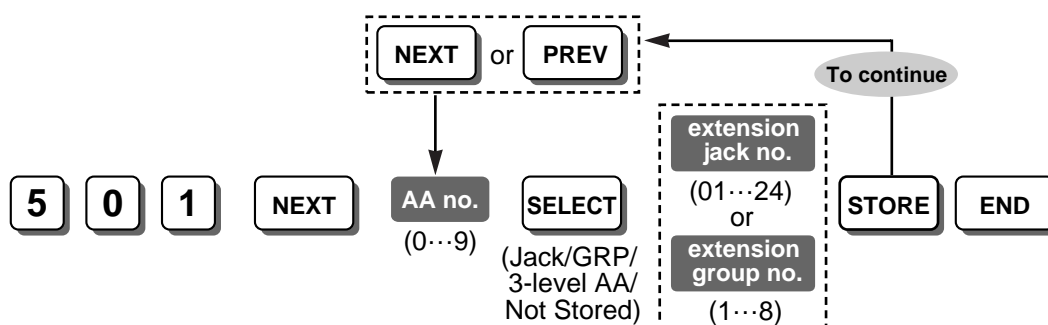 NEXT or PREV
To continue
5 0 1 NEXT
AA no.
(0···9)
SELECT
(Jack/GRP/
3-level AA/
Not Stored)
extension
jack no.
(01···24)
or
extension
group no.
(1···8)
STORE END